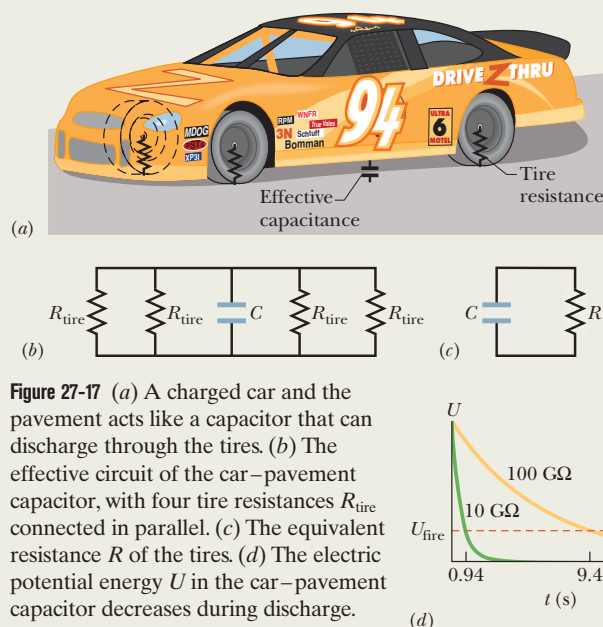 94
DRIVE Z THRU
94
WNFR
RPM
True Vales
MDOG
3N
Schtuff
PST4
Bomman
XP3I
ULTRA
6
MOTEL
Effective
capacitance
Tire
resistance
(a)
R_tire R_tire C R_tire R_tire
(b)
C R
(c)
Figure 27-17 (a) A charged car and the
pavement acts like a capacitor that can
discharge through the tires. (b) The
effective circuit of the car–pavement
capacitor, with four tire resistances R_tire
connected in parallel. (c) The equivalent
resistance R of the tires. (d) The electric
potential energy U in the car–pavement
capacitor decreases during discharge.
U
100 GΩ
10 GΩ
U_fire
0.94 9.4
t (s)
(d)